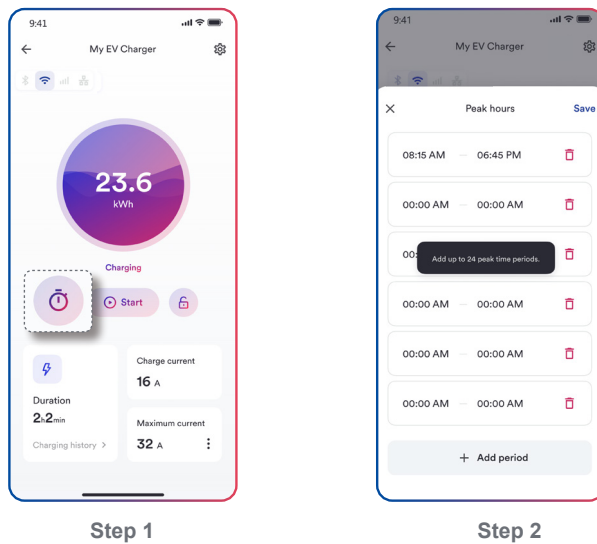 9:41
My EV Charger
23.6
kWh
Charging
Start
Duration
2h2min
Charging history >
Charge current
16 A
Maximum current
32 A
Step 1
9:41
My EV Charger
Peak hours
Save
08:15 AM — 06:45 PM
00:00 AM — 00:00 AM
00:
Add up to 24 peak time periods.
00:00 AM — 00:00 AM
00:00 AM — 00:00 AM
00:00 AM — 00:00 AM
+ Add period
Step 2